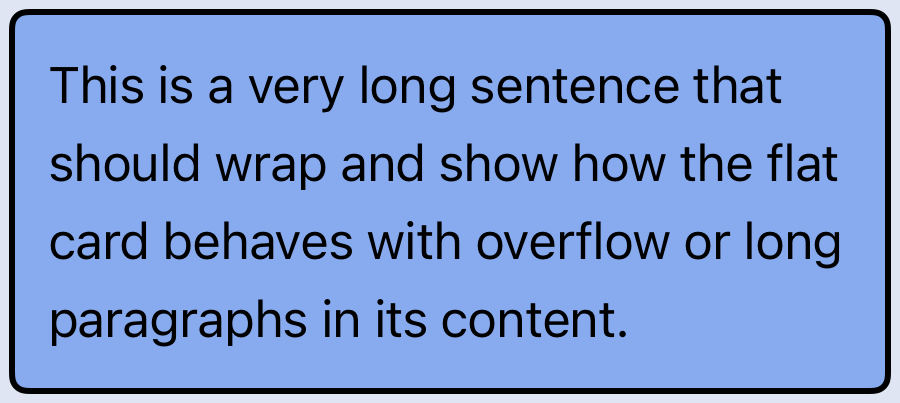 This is a very long sentence that
should wrap and show how the flat
card behaves with overflow or long
paragraphs in its content.